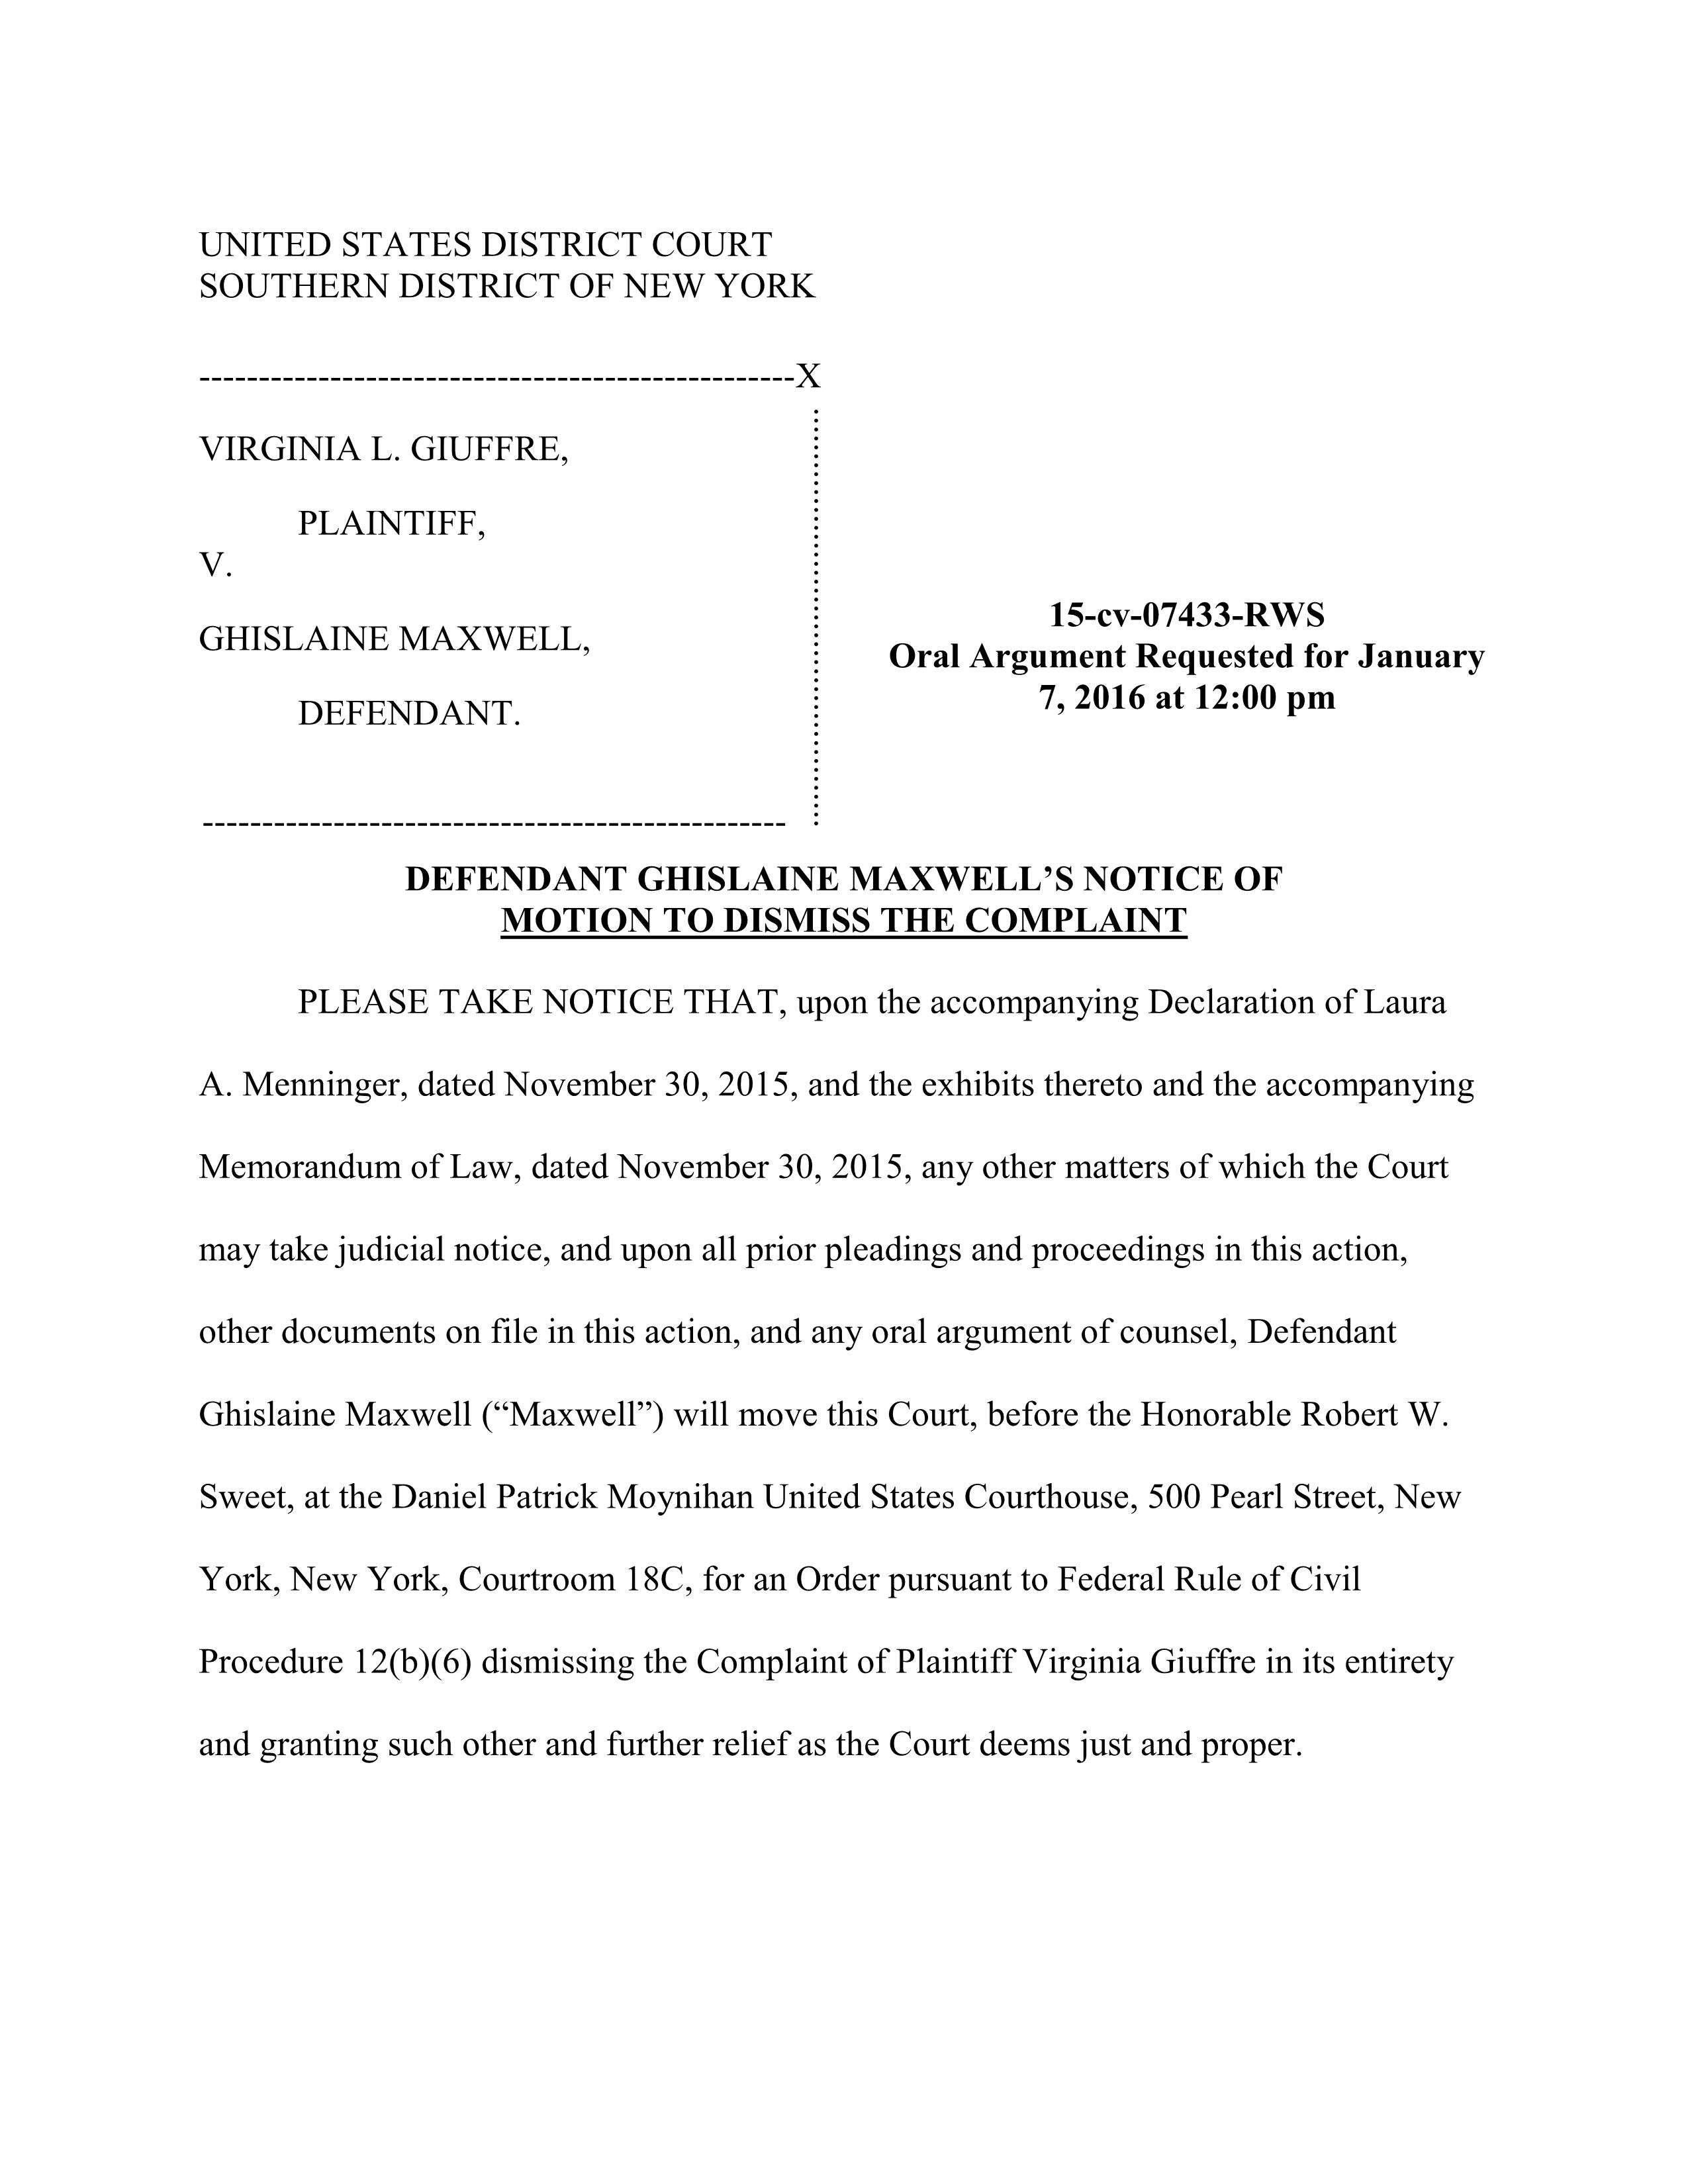 UNITED STATES DISTRICT COURT
SOUTHERN DISTRICT OF NEW YORK
--------------------------------------------------X
VIRGINIA L. GIUFFRE,
PLAINTIFF,
V.
GHISLAINE MAXWELL,
DEFENDANT.
-------------------------------------------------
15-cv-07433-RWS
Oral Argument Requested for January
7, 2016 at 12:00 pm
DEFENDANT GHISLAINE MAXWELL’S NOTICE OF
MOTION TO DISMISS THE COMPLAINT
PLEASE TAKE NOTICE THAT, upon the accompanying Declaration of Laura
A. Menninger, dated November 30, 2015, and the exhibits thereto and the accompanying
Memorandum of Law, dated November 30, 2015, any other matters of which the Court
may take judicial notice, and upon all prior pleadings and proceedings in this action,
other documents on file in this action, and any oral argument of counsel, Defendant
Ghislaine Maxwell (“Maxwell”) will move this Court, before the Honorable Robert W.
Sweet, at the Daniel Patrick Moynihan United States Courthouse, 500 Pearl Street, New
York, New York, Courtroom 18C, for an Order pursuant to Federal Rule of Civil
Procedure 12(b)(6) dismissing the Complaint of Plaintiff Virginia Giuffre in its entirety
and granting such other and further relief as the Court deems just and proper.